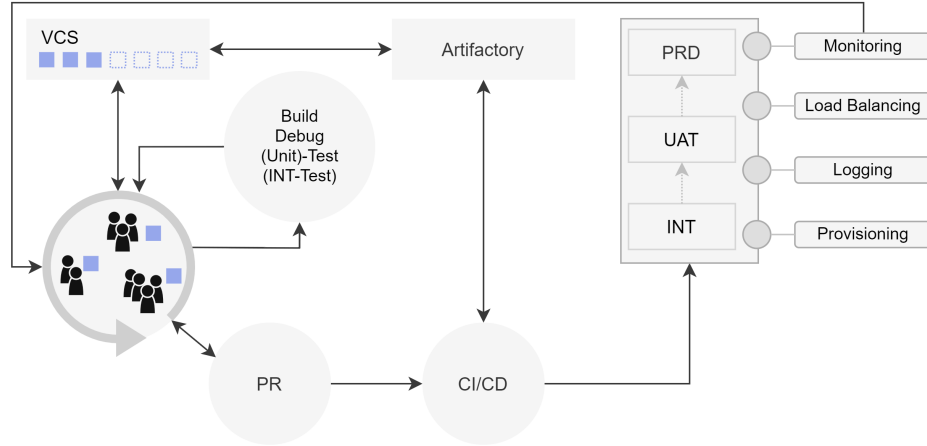 VCS
Artifactory
Build
Debug
(Unit)-Test
(INT-Test)
PR
CI/CD
PRD
UAT
INT
Monitoring
Load Balancing
Logging
Provisioning